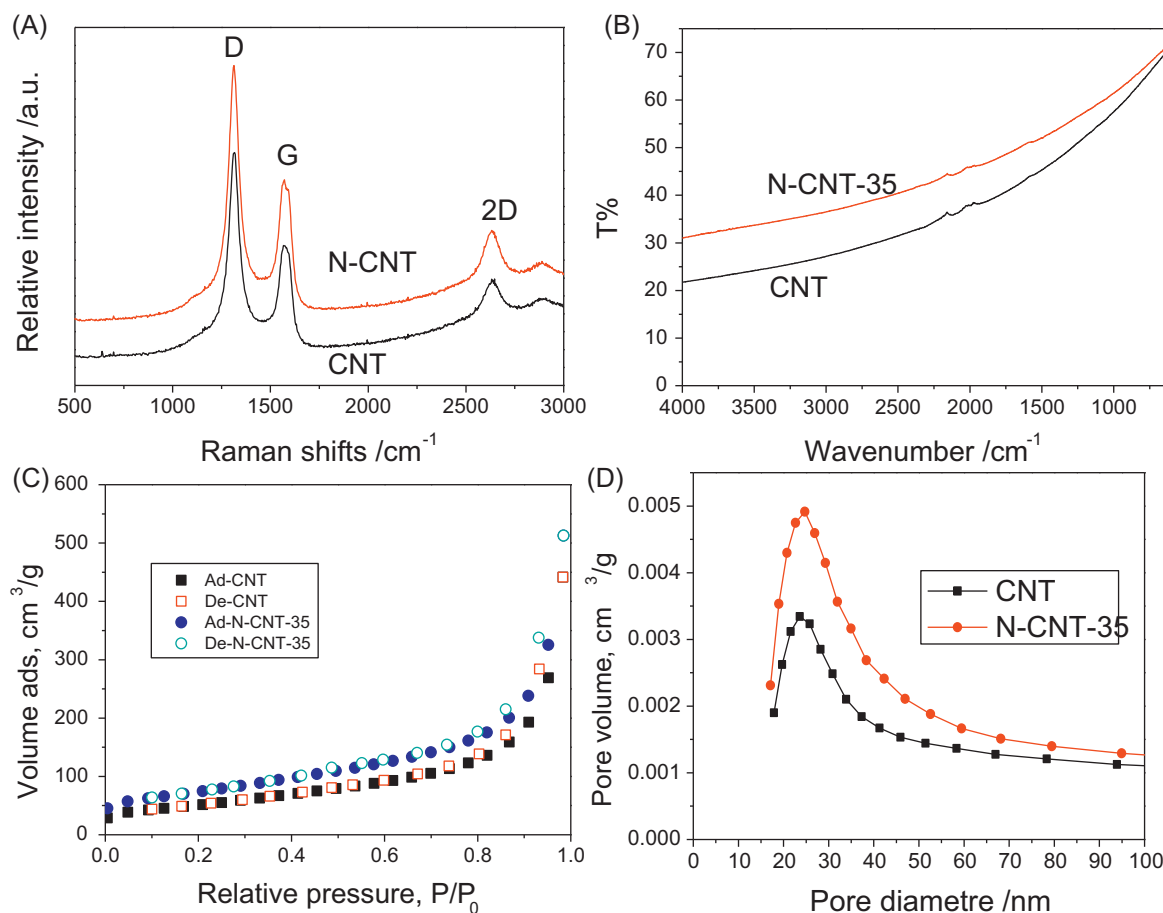 (A)
D
G
2D
N-CNT
CNT
Relative intensity /a.u.
500 1000 1500 2000 2500 3000
Raman shifts /cm-1
(B)
70
60
50
40
30
20
10
0
T%
N-CNT-35
CNT
4000 3500 3000 2500 2000 1500 1000
Wavenumber /cm-1
(C)
600
500
400
300
200
100
0
Volume ads, cm3/g
Ad-CNT
De-CNT
Ad-N-CNT-35
De-N-CNT-35
0.0 0.2 0.4 0.6 0.8 1.0
Relative pressure, P/P0
(D)
0.005
0.004
0.003
0.002
0.001
0.000
Pore volume, cm 3/g
CNT
N-CNT-35
0 10 20 30 40 50 60 70 80 90 100
Pore diametre /nm